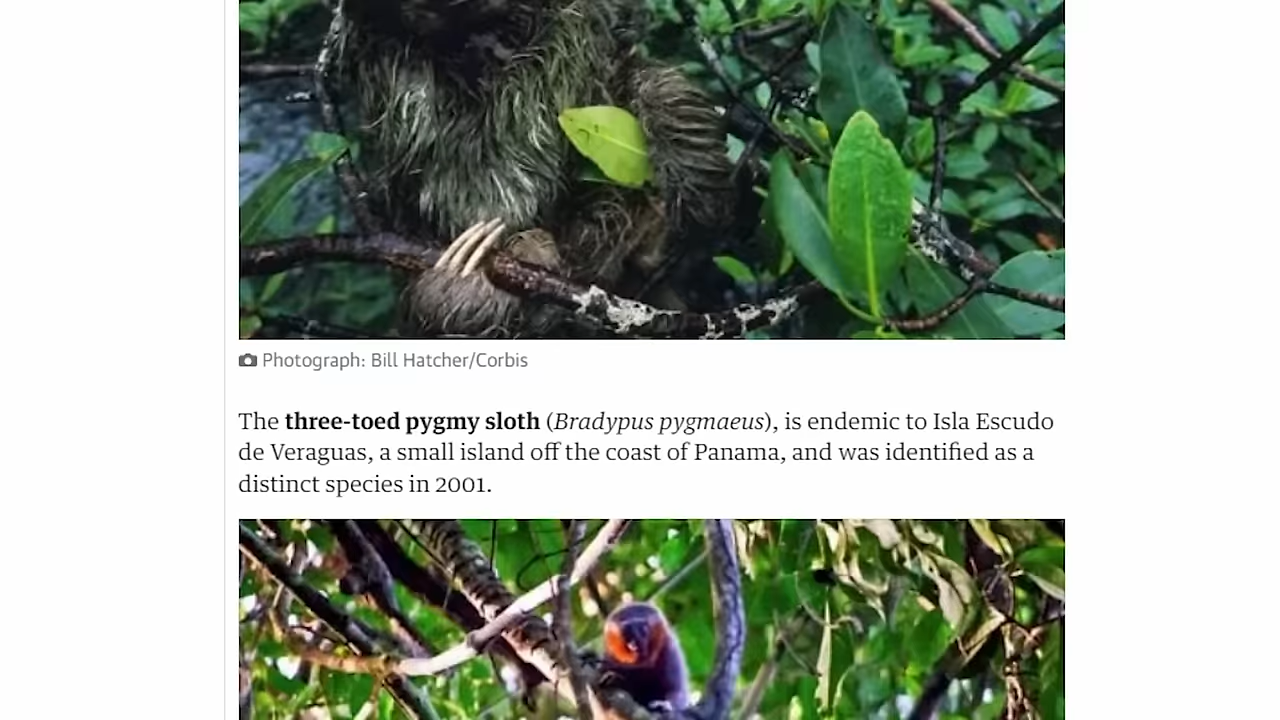 Photograph: Bill Hatcher/Corbis
The three-toed pygmy sloth (Bradypus pygmaeus), is endemic to Isla Escudo
de Veraguas, a small island off the coast of Panama, and was identified as a
distinct species in 2001.